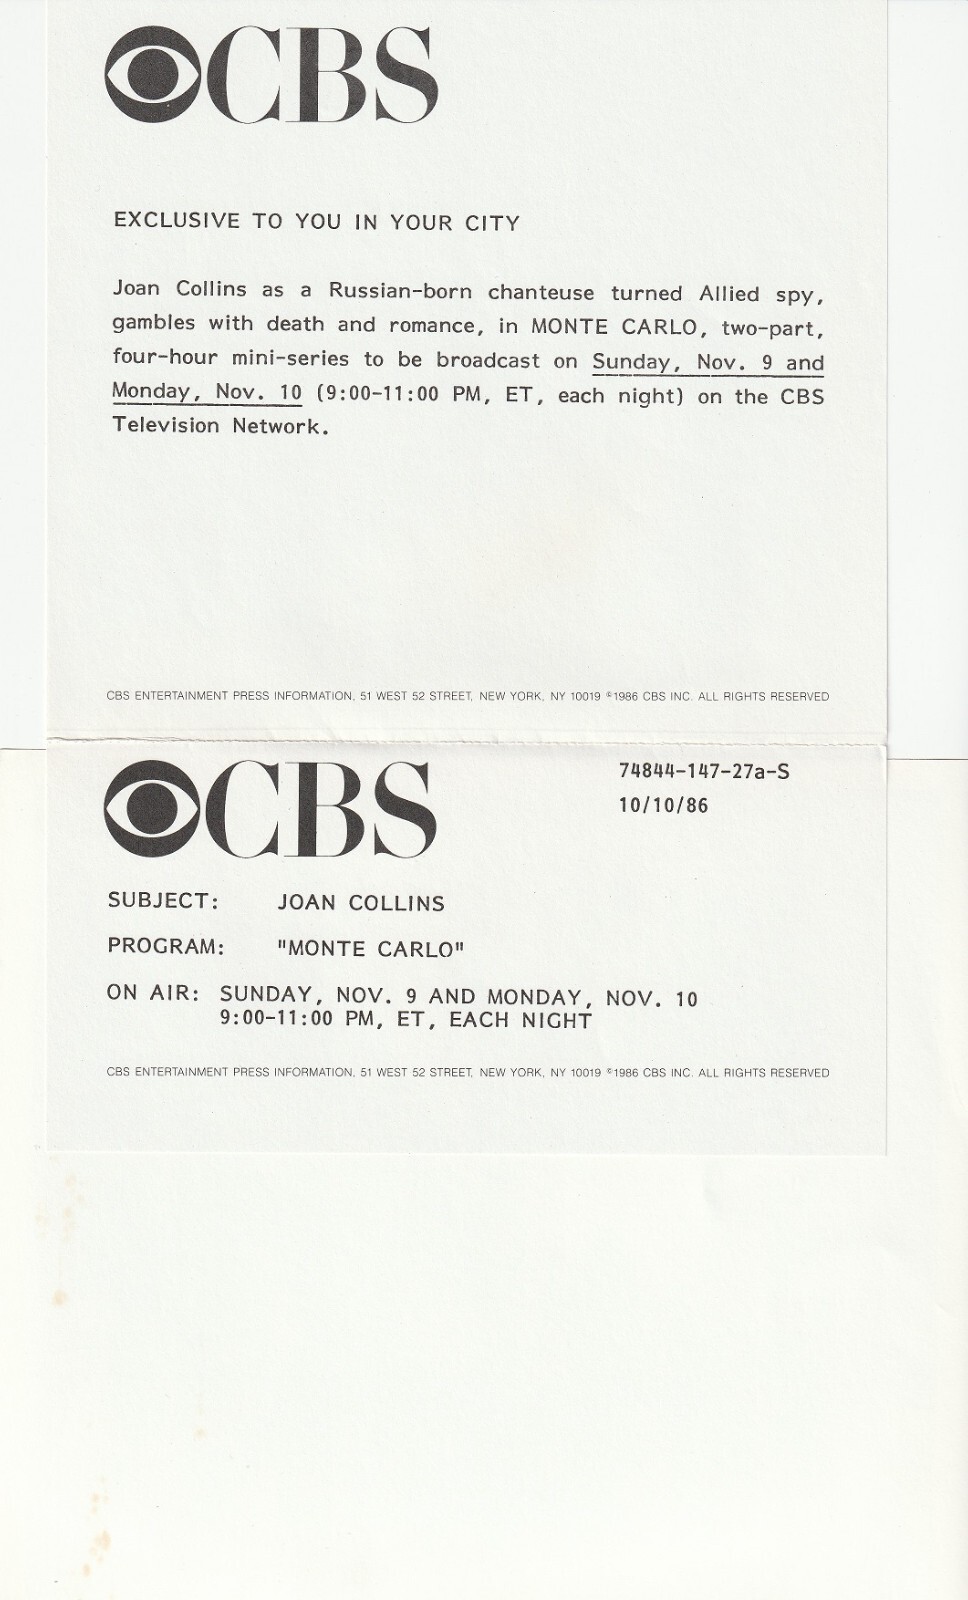 CBS
EXCLUSIVE TO YOU IN YOUR CITY
Joan Collins as a Russian-born chanteuse turned Allied spy,
gambles with death and romance, in MONTE CARLO, two-part,
four-hour mini-series to be broadcast on Sunday, Nov. 9 and
Monday, Nov. 10 (9:00-11:00 PM, ET, each night) on the CBS
Television Network.
CBS ENTERTAINMENT PRESS INFORMATION, 51 WEST 52 STREET, NEW YORK, NY 10019 ©1986 CBS INC. ALL RIGHTS RESERVED
CBS
74844-147-27a-S
10/10/86
SUBJECT: JOAN COLLINS
PROGRAM: "MONTE CARLO"
ON AIR: SUNDAY, NOV. 9 AND MONDAY, NOV. 10
9:00-11:00 PM, ET, EACH NIGHT
CBS ENTERTAINMENT PRESS INFORMATION, 51 WEST 52 STREET, NEW YORK, NY 10019 ©1986 CBS INC. ALL RIGHTS RESERVED